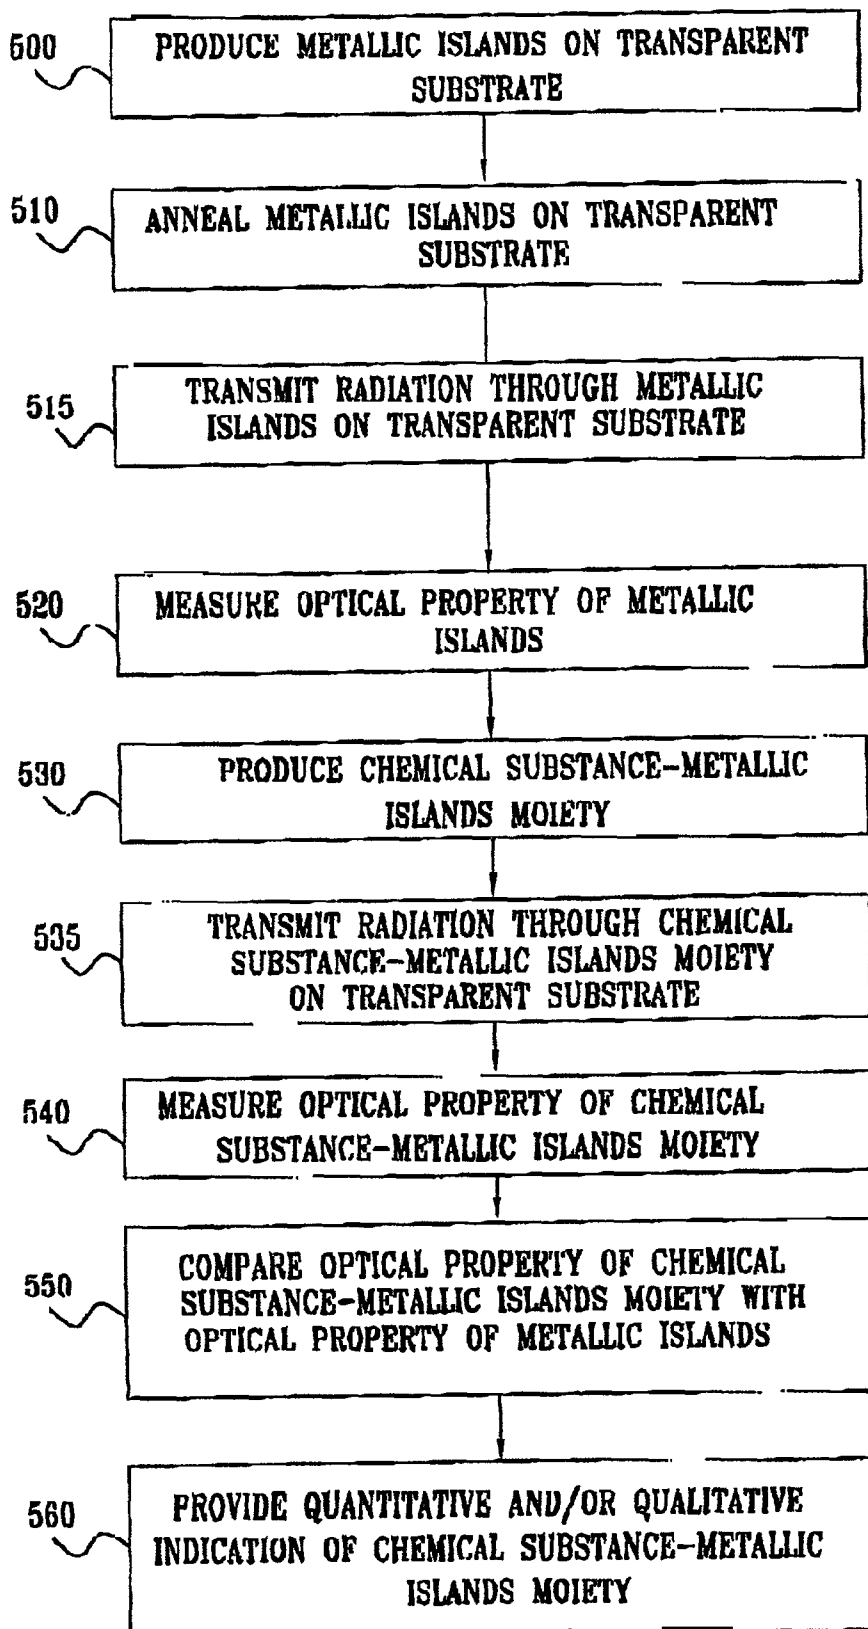 500
PRODUCE METALLIC ISLANDS ON TRANSPARENT
SUBSTRATE
510
ANNEAL METALLIC ISLANDS ON TRANSPARENT
SUBSTRATE
515
TRANSMIT RADIATION THROUGH METALLIC
ISLANDS ON TRANSPARENT SUBSTRATE
520
MEASURE OPTICAL PROPERTY OF METALLIC
ISLANDS
530
PRODUCE CHEMICAL SUBSTANCE-METALLIC
ISLANDS MOIETY
535
TRANSMIT RADIATION THROUGH CHEMICAL
SUBSTANCE-METALLIC ISLANDS MOIETY
ON TRANSPARENT SUBSTRATE
540
MEASURE OPTICAL PROPERTY OF CHEMICAL
SUBSTANCE-METALLIC ISLANDS MOIETY
550
COMPARE OPTICAL PROPERTY OF CHEMICAL
SUBSTANCE-METALLIC ISLANDS MOIETY WITH
OPTICAL PROPERTY OF METALLIC ISLANDS
560
PROVIDE QUANTITATIVE AND/OR QUALITATIVE
INDICATION OF CHEMICAL SUBSTANCE-METALLIC
ISLANDS MOIETY